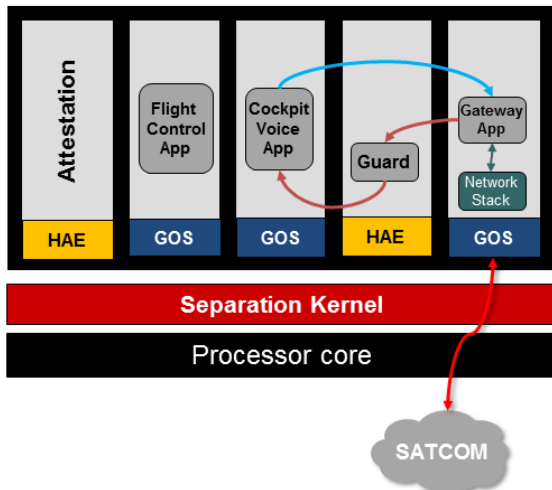 Attestation
Flight
Control
App
Cockpit
Voice
App
Guard
Gateway
App
Network
Stack
HAE
GOS
GOS
HAE
GOS
Separation Kernel
Processor core
SATCOM